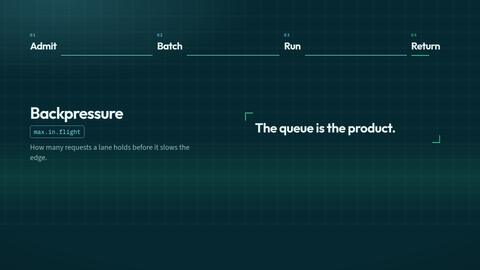 01
Admit
02
Batch
03
Run
04
Return
Backpressure
max.in.flight
How many requests a lane holds before it slows the
edge.
The queue is the product.